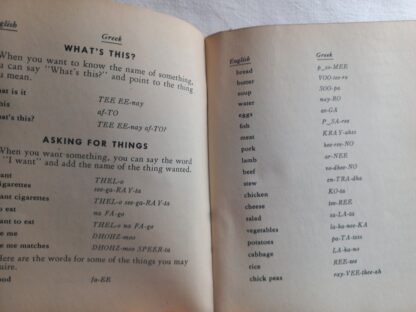 English Greek
WHAT'S THIS?
When you want to know the name of something,
you can say "What's this?" and point to the thing
you mean.
what is it TEE EE-nay
this af-TO
what's this? TEE EE-nay af-TO?
ASKING FOR THINGS
When you want something, you can say the word
"I want" and add the name of the thing wanted.
want THEL-o
cigarettes see-ga-RAY-ta
want cigarettes THEL-o see-ga-RAY-ta
to eat na FA-go
want to eat THEL-o na FA-go
me DHOHZ-moo
me matches DHOHZ-moo SPEER-ta
Here are the words for some of the things you may
require.
food fa-EE
English Greek
bread p_so-MEE
butter VOO-tee-ro
soup SOO-pa
water nay-RO
eggs av-GA
fish P_SA-ree
meat KRAY-ahss
pork hee-ree-NO
lamb ar-NEE
beef vo-dhee-NO
stew en-TRA-dha
chicken KO-ta
cheese tee-REE
salad sa-LA-ta
vegetables la-ha-nee-KA
potatoes pa-TA-tess
cabbage LA-ha-no
rice REE-zee
chick peas ray-VEE-thee-ah